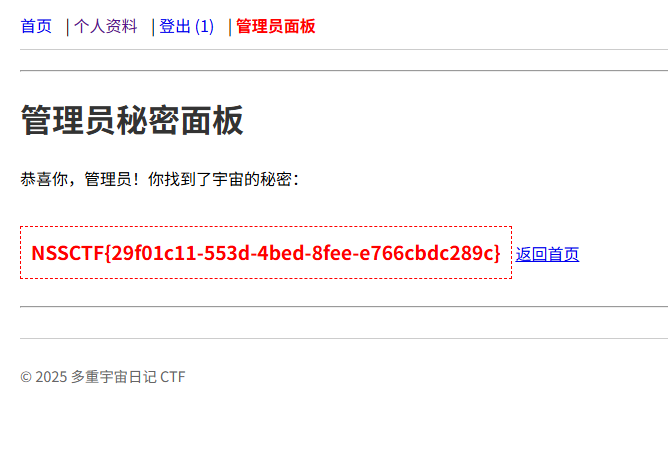 首页 | 个人资料 | 登出 (1) | 管理员面板
管理员秘密面板
恭喜你，管理员！你找到了宇宙的秘密：
NSSCTF{29f01c11-553d-4bed-8fee-e766cbdc289c} 返回首页
© 2025 多重宇宙日记 CTF